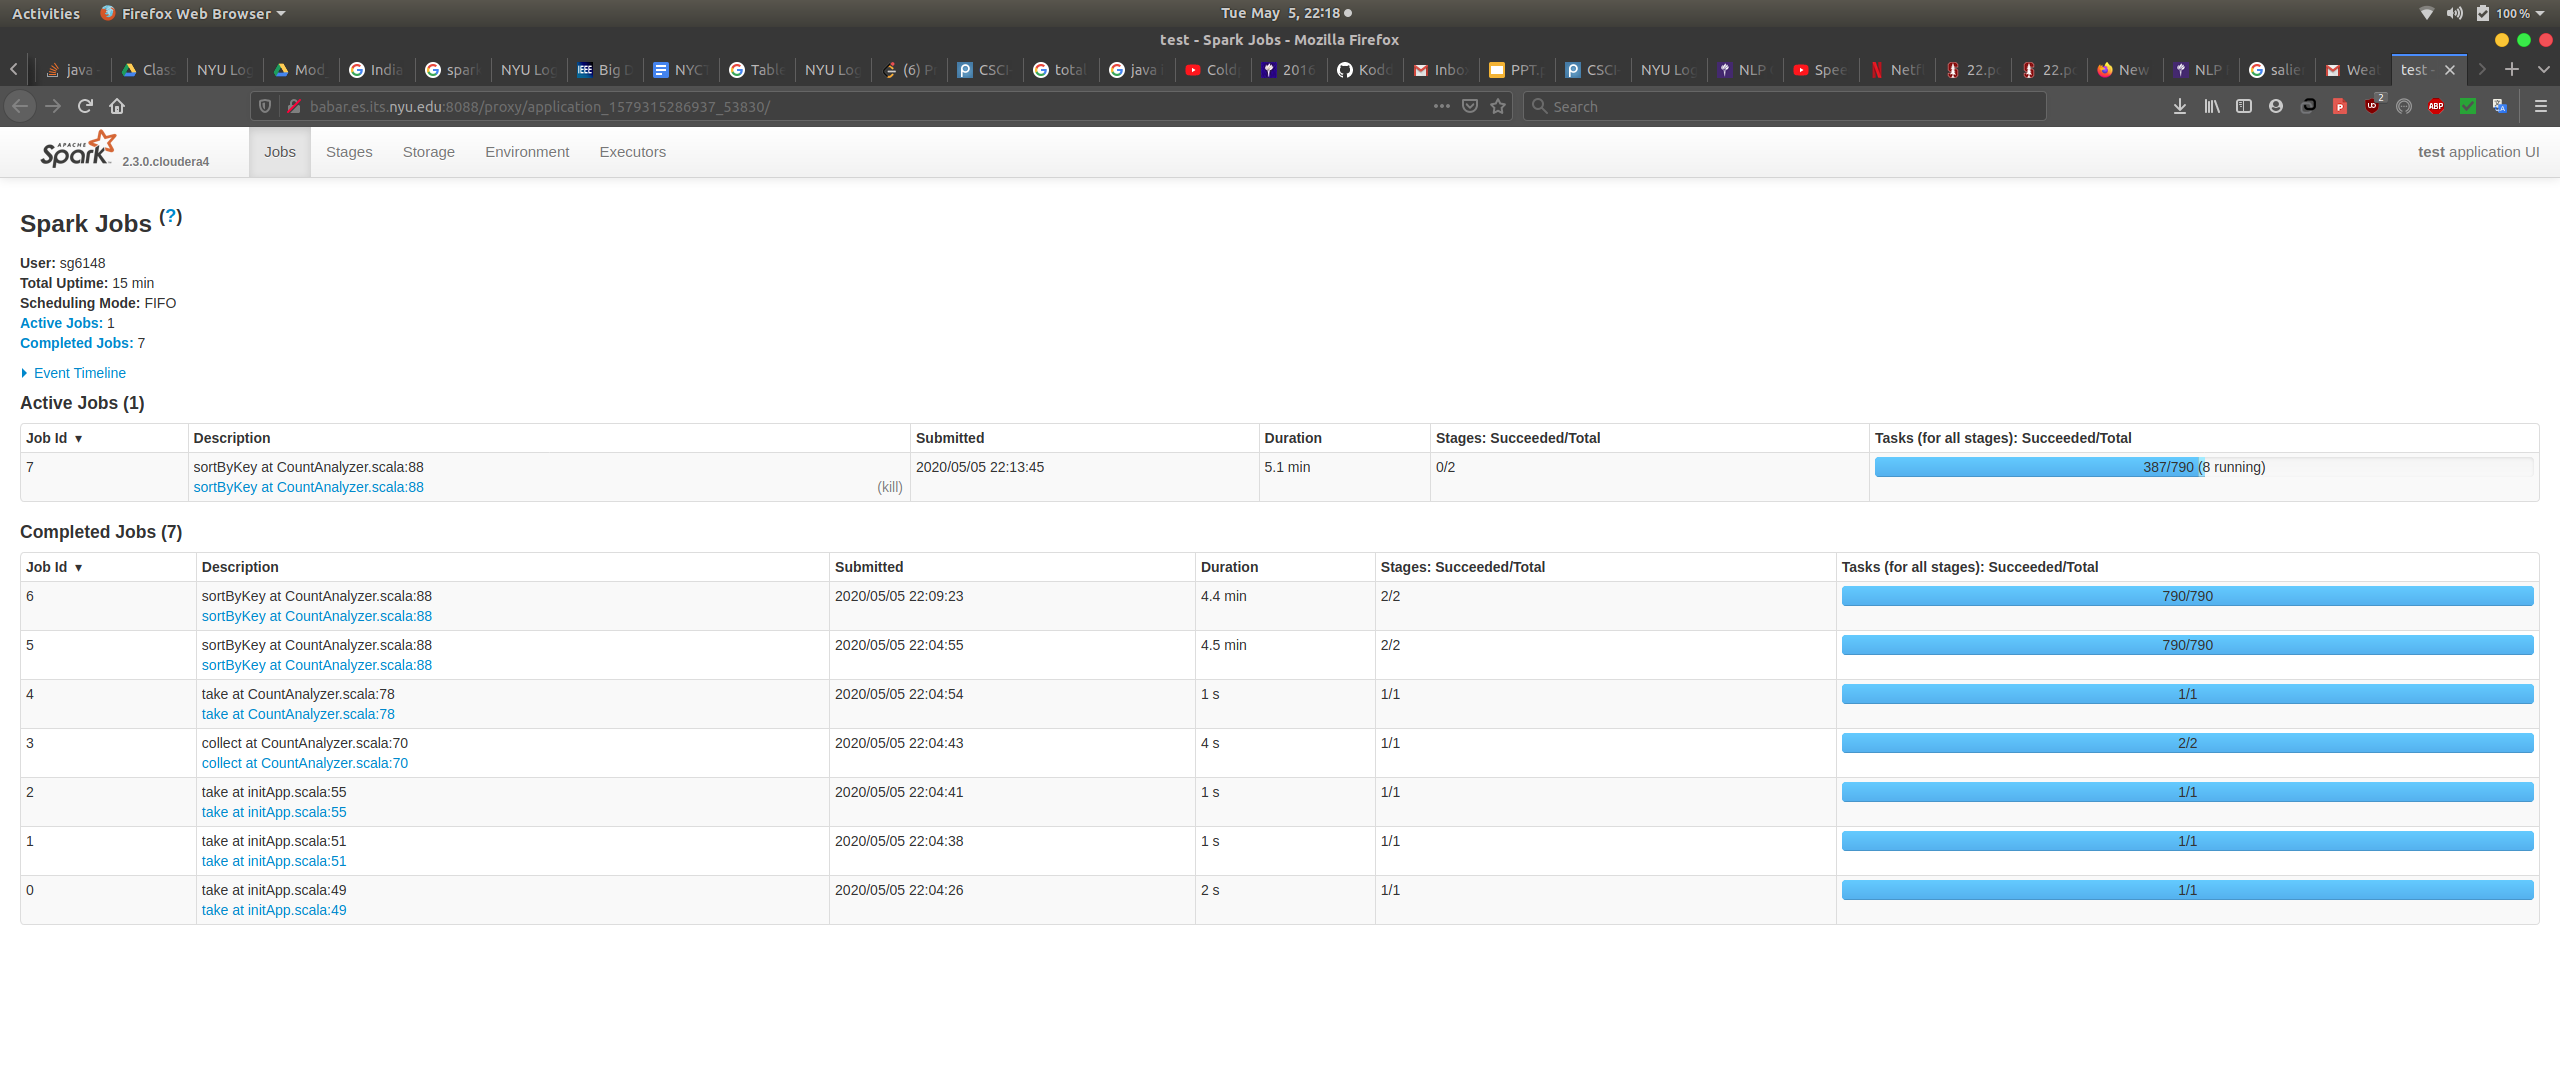 Activities Firefox Web Browser Tue May 5, 22:18 100 %
test - Spark Jobs - Mozilla Firefox
java Class NYU Log Mod India spark NYU Log Big D NYCT Table NYU Log (6) P CSCI- total java Cold 2016 Kodd Inbo PPT.p CSCI- NYU Log NLP Spee Netf 22.po 22.po New NLP salie Weat test -
babar.es.its.nyu.edu:8088/proxy/application_1579315286937_53830/ Search 2
APACHE Spark 2.3.0.cloudera4 Jobs Stages Storage Environment Executors test application UI
Spark Jobs (?)
User: sg6148
Total Uptime: 15 min
Scheduling Mode: FIFO
Active Jobs: 1
Completed Jobs: 7
Event Timeline
Active Jobs (1)
Job Id ▾ Description Submitted Duration Stages: Succeeded/Total Tasks (for all stages): Succeeded/Total
7 sortByKey at CountAnalyzer.scala:88 2020/05/05 22:13:45 5.1 min 0/2 387/790 (8 running)
sortByKey at CountAnalyzer.scala:88 (kill)
Completed Jobs (7)
Job Id ▾ Description Submitted Duration Stages: Succeeded/Total Tasks (for all stages): Succeeded/Total
6 sortByKey at CountAnalyzer.scala:88 2020/05/05 22:09:23 4.4 min 2/2 790/790
sortByKey at CountAnalyzer.scala:88
5 sortByKey at CountAnalyzer.scala:88 2020/05/05 22:04:55 4.5 min 2/2 790/790
sortByKey at CountAnalyzer.scala:88
4 take at CountAnalyzer.scala:78 2020/05/05 22:04:54 1 s 1/1 1/1
take at CountAnalyzer.scala:78
3 collect at CountAnalyzer.scala:70 2020/05/05 22:04:43 4 s 1/1 2/2
collect at CountAnalyzer.scala:70
2 take at initApp.scala:55 2020/05/05 22:04:41 1 s 1/1 1/1
take at initApp.scala:55
1 take at initApp.scala:51 2020/05/05 22:04:38 1 s 1/1 1/1
take at initApp.scala:51
0 take at initApp.scala:49 2020/05/05 22:04:26 2 s 1/1 1/1
take at initApp.scala:49